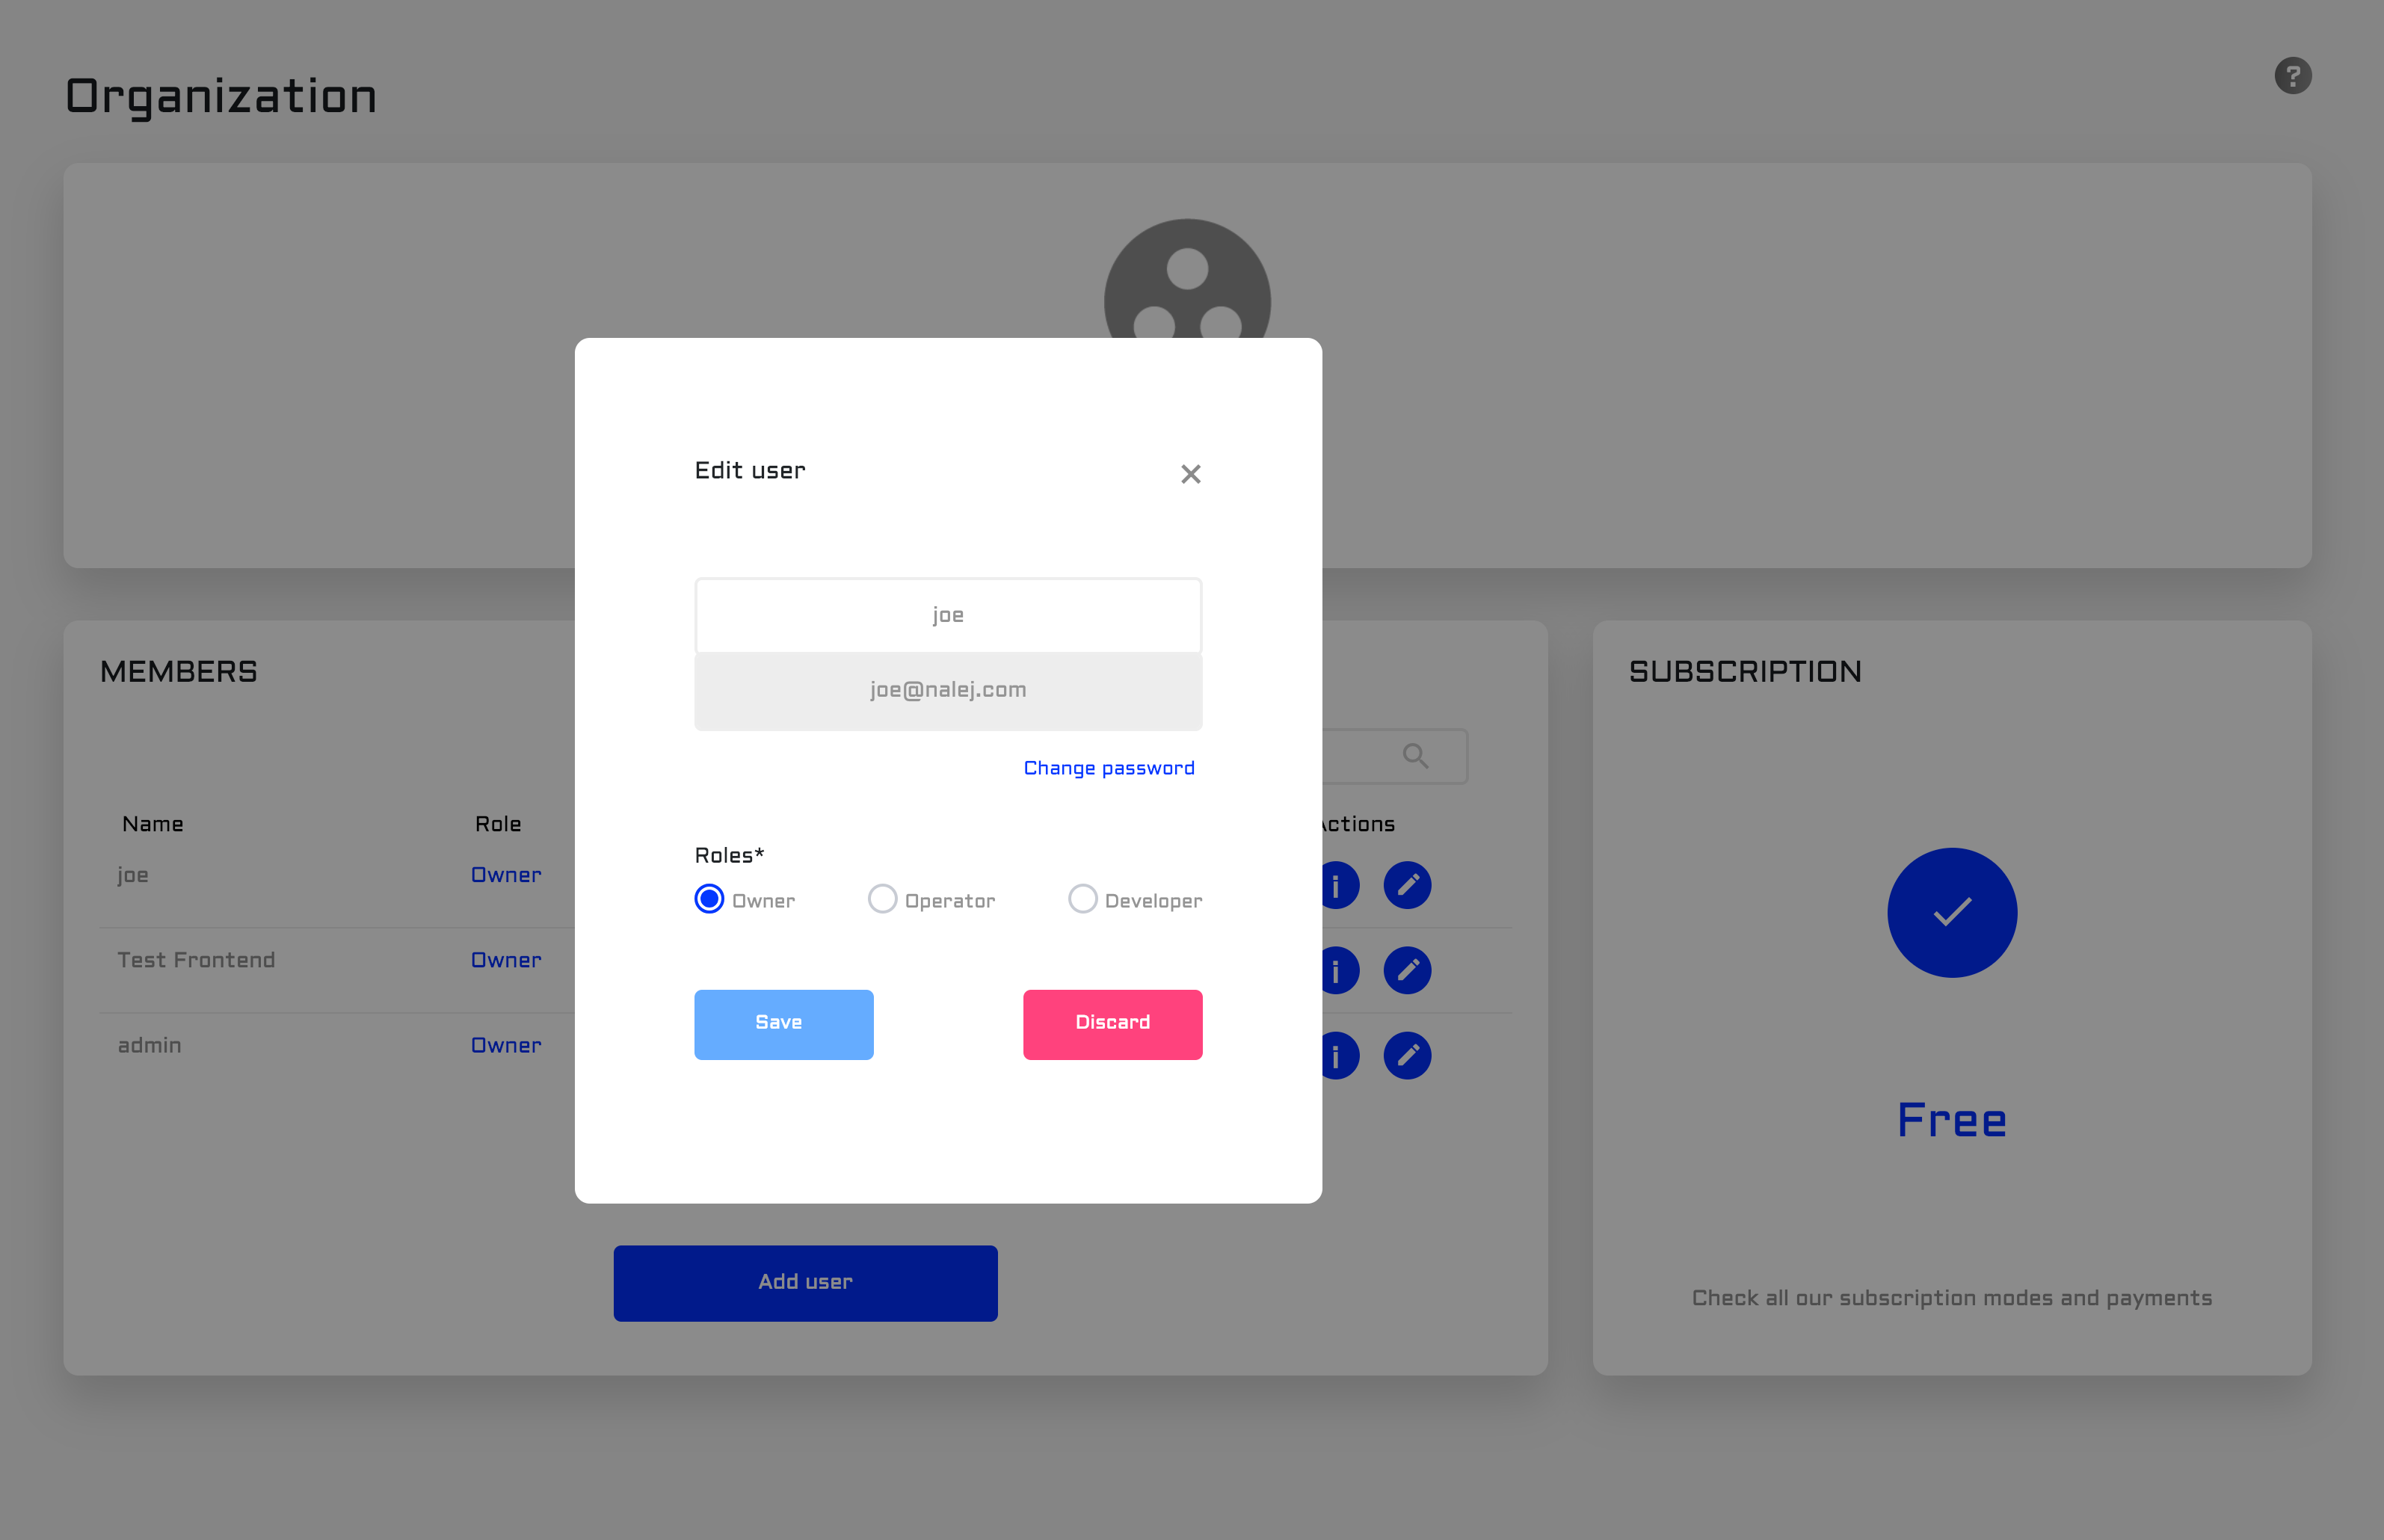 Organization
?
Edit user
joe
joe@nalej.com
Change password
Roles*
Owner Operator Developer
Save Discard
MEMBERS
Name Role Actions
joe Owner i
Test Frontend Owner i
admin Owner i
Add user
SUBSCRIPTION
Free
Check all our subscription modes and payments